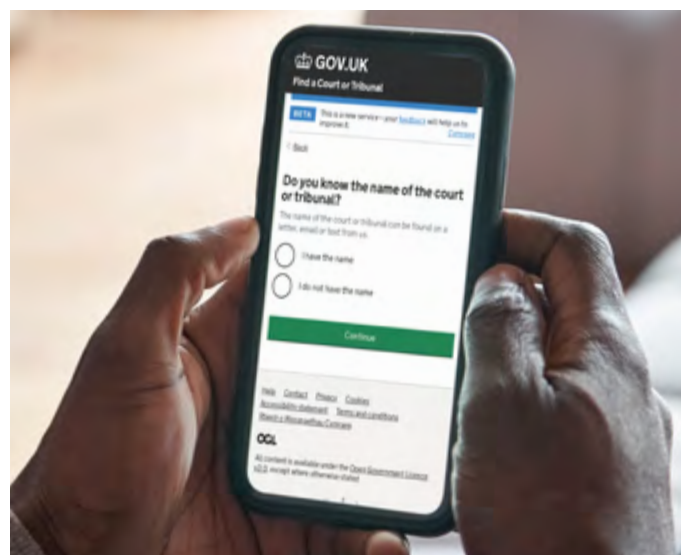 GOV.UK
Find a Court or Tribunal
BETA This is a new service – your feedback will help us to
improve it.
Cymraeg
Back
Do you know the name of the court
or tribunal?
The name of the court or tribunal can be found on a
letter, email or text from us.
I have the name
I do not have the name
Continue
Help Contact Privacy Cookies
Accessibility statement Terms and conditions
OGL
All content is available under the Open Government Licence
v3.0, except where otherwise stated